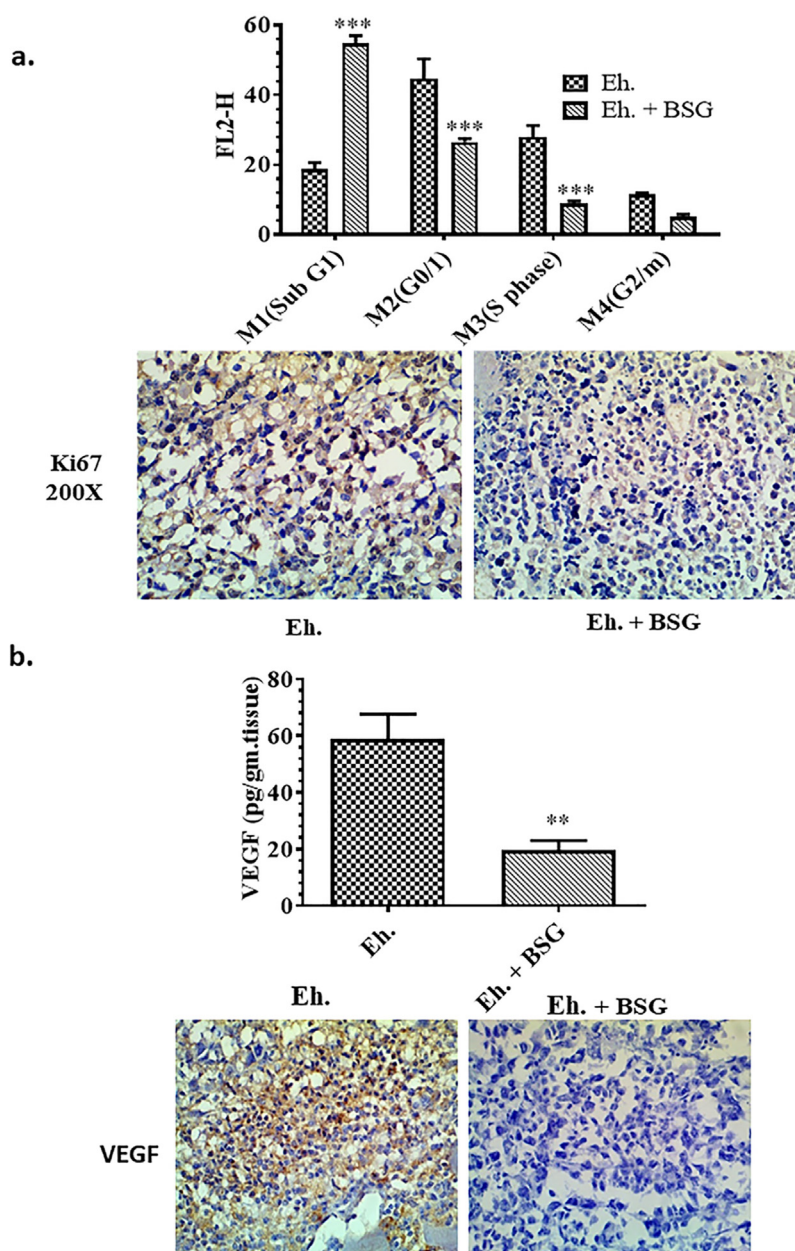 a.
60
40
20
0
FL2-H
***
***
***
Eh.
Eh. + BSG
M1(Sub G1)
M2(G0/1)
M3(S phase)
M4(G2/m)
Ki67
200X
Eh.
Eh. + BSG
b.
80
60
40
20
0
VEGF (pg/gm.tissue)
**
Eh.
Eh. + BSG
Eh.
Eh. + BSG
VEGF